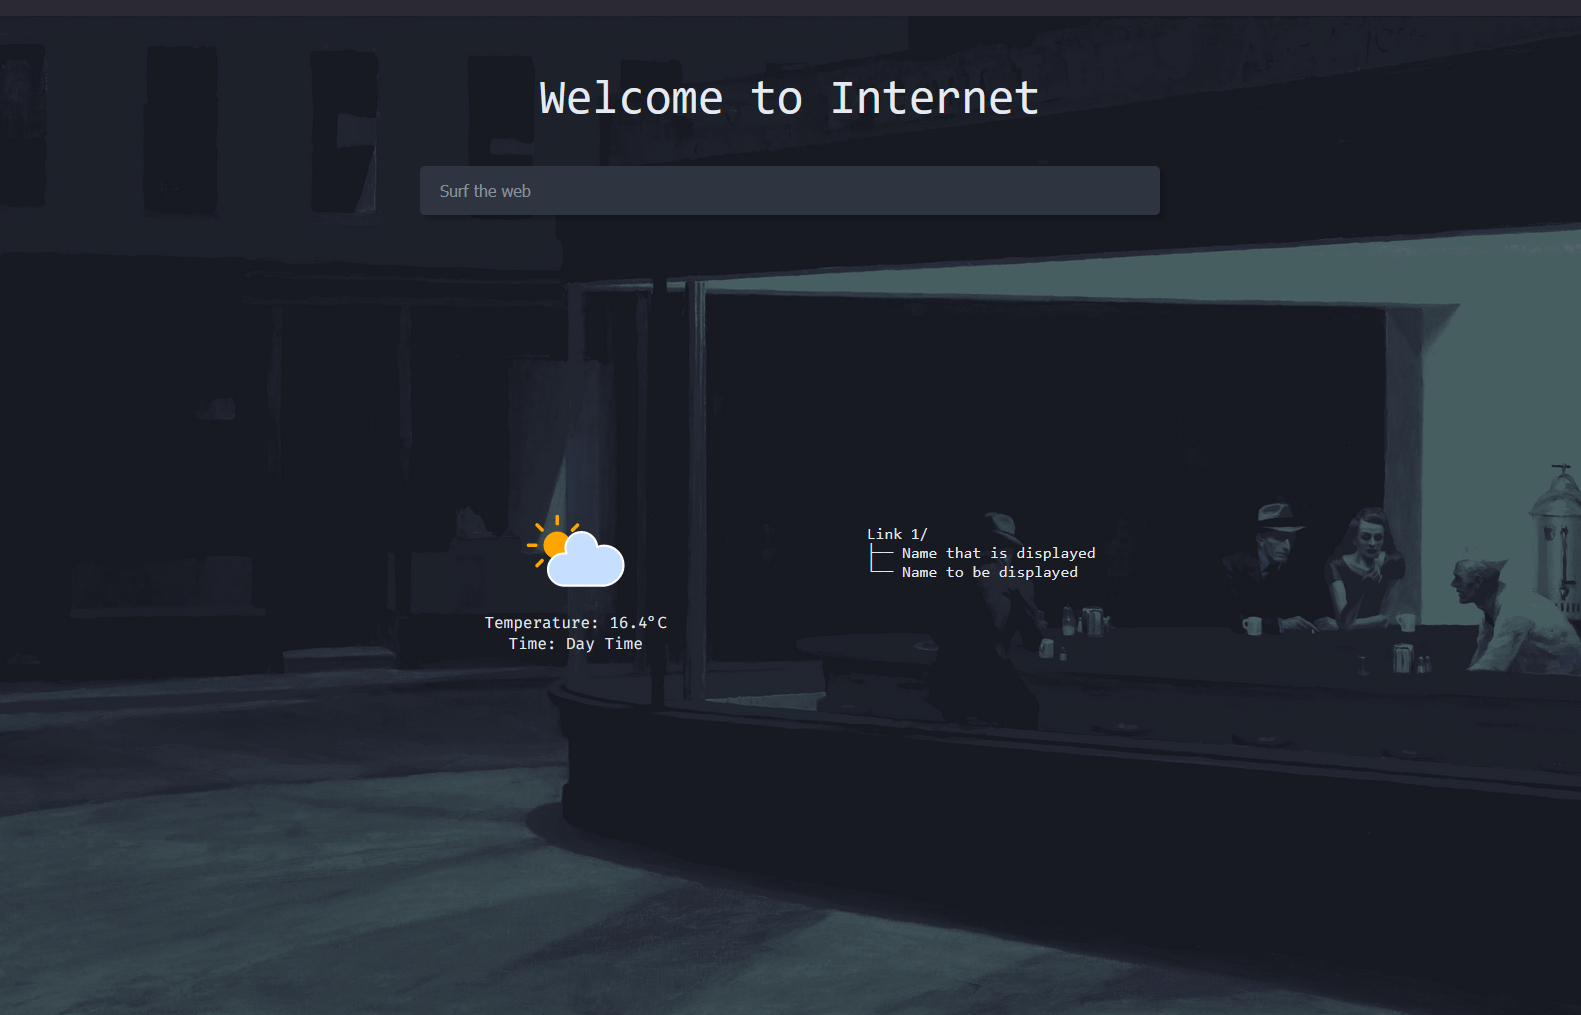 Welcome to Internet
Surf the web
Link 1/
├── Name that is displayed
└── Name to be displayed
Temperature: 16.4°C
Time: Day Time